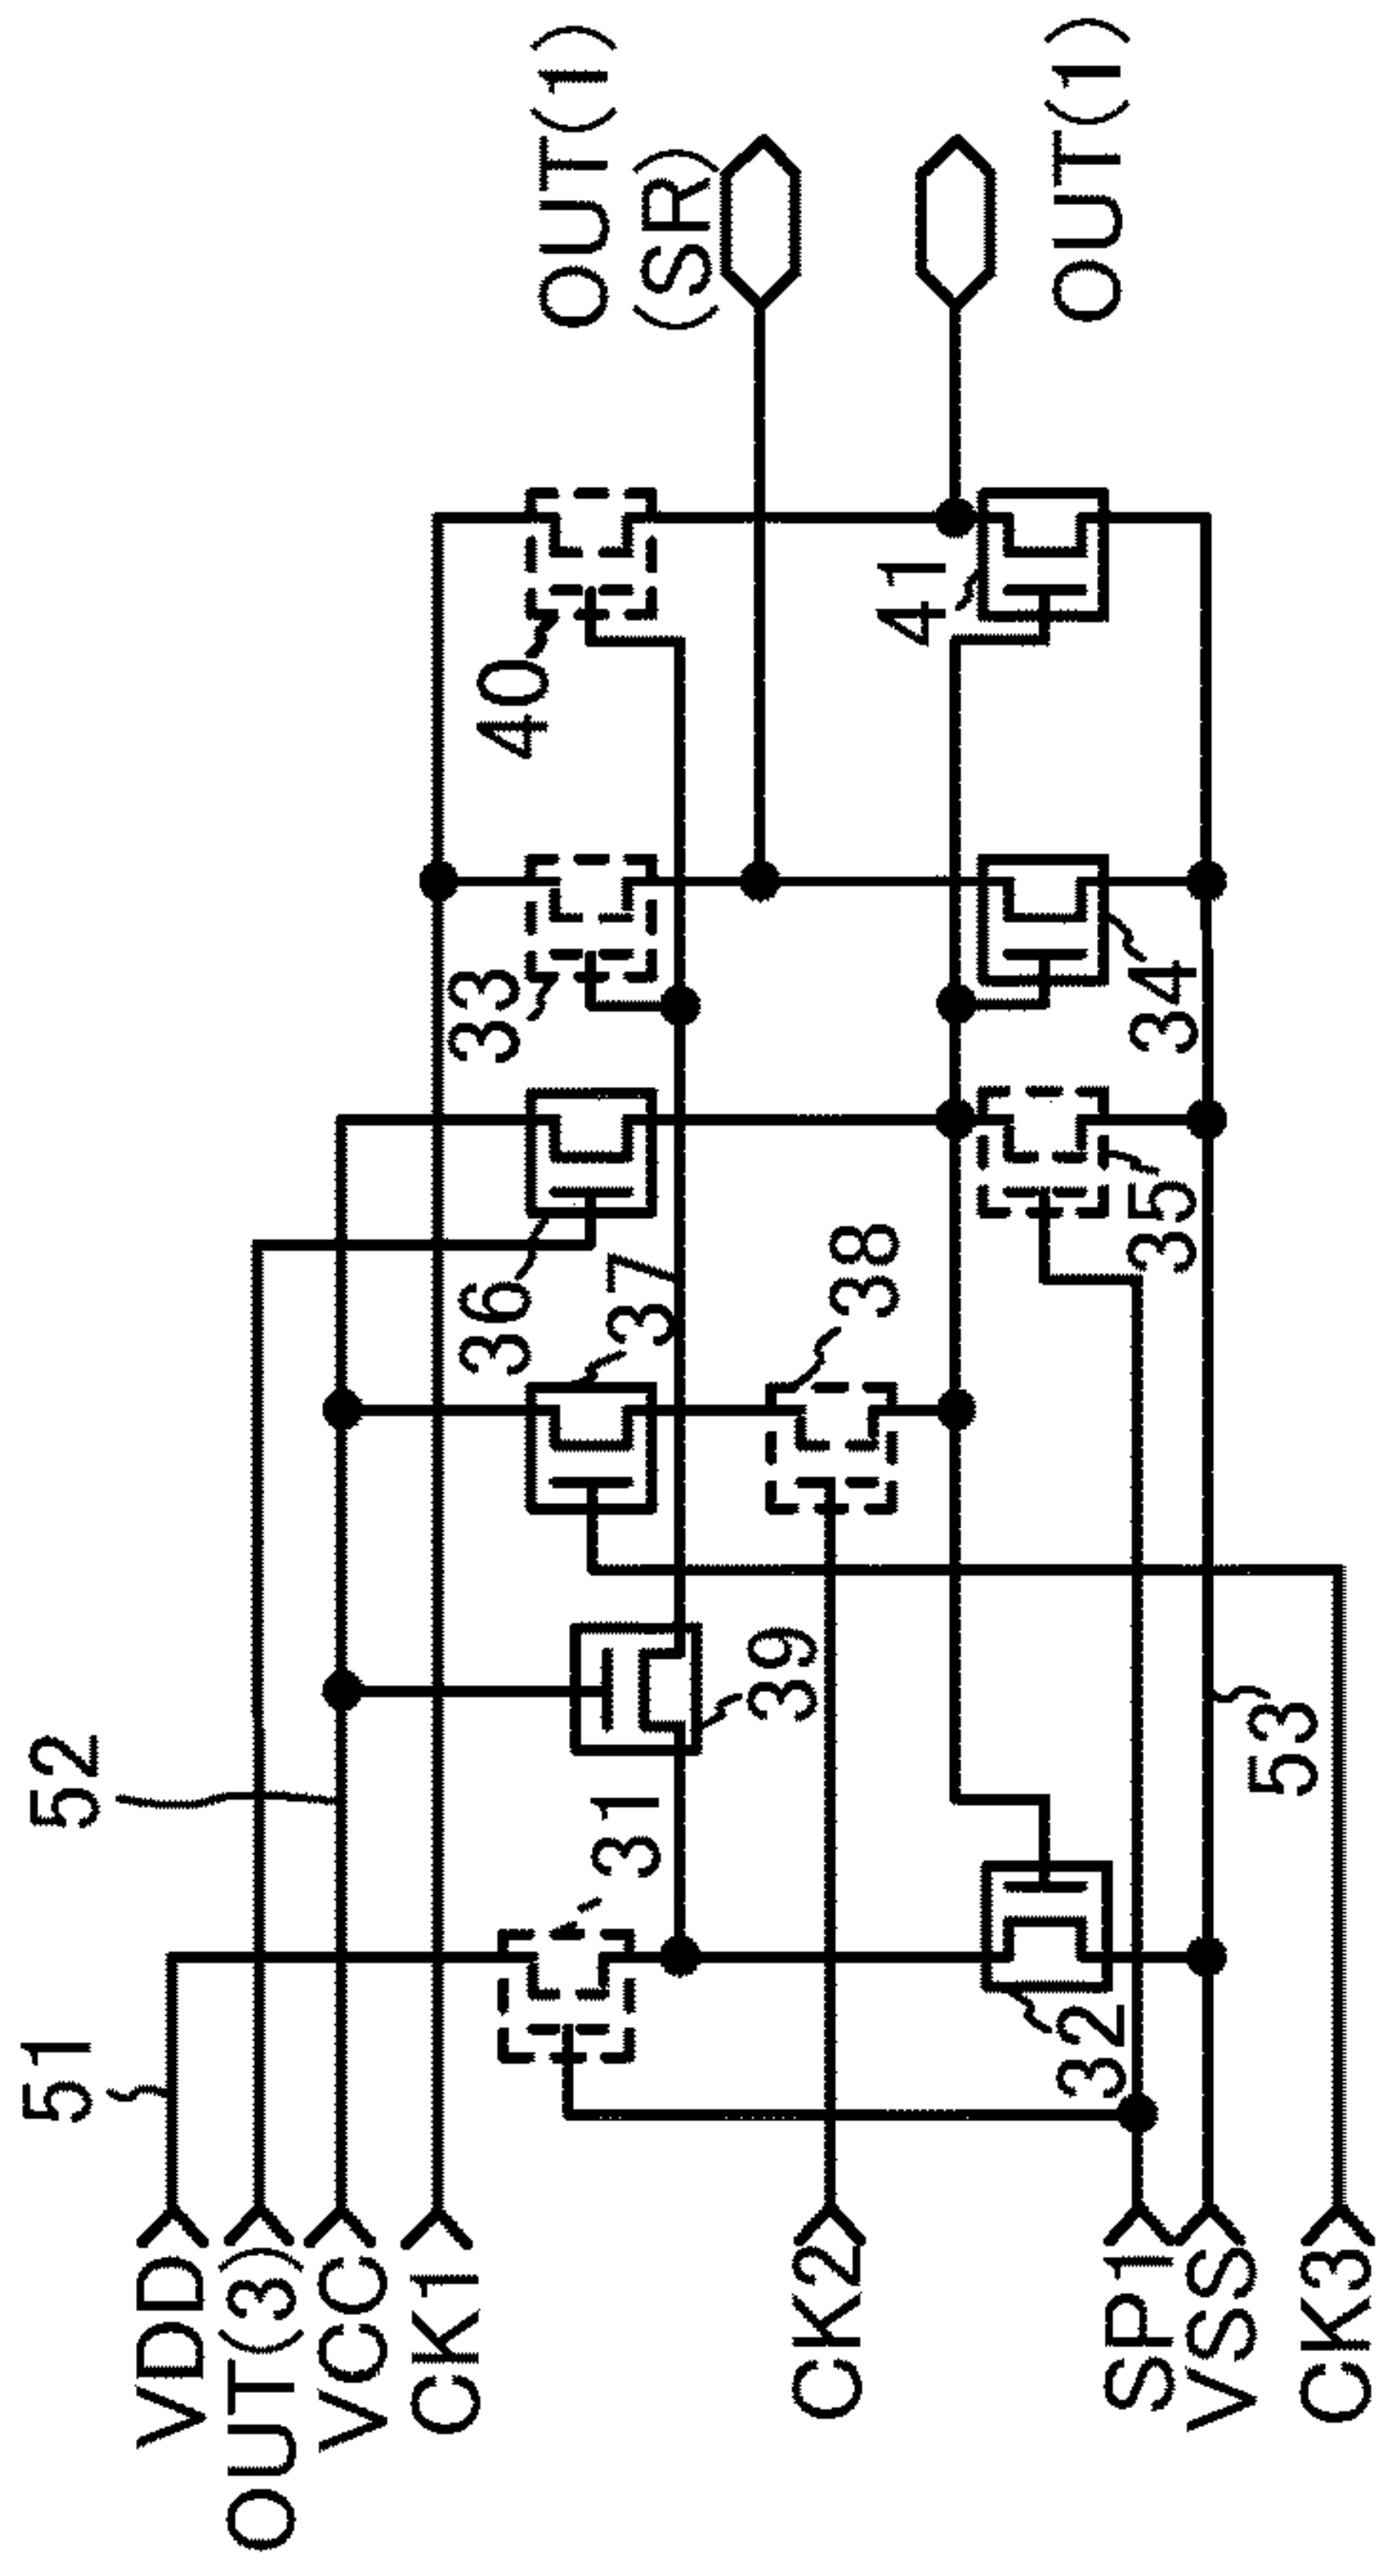 51
52
VDD
OUT(3)
VCC
CK1
CK2
SP1
VSS
CK3
31
32
39
53
37
38
36
35
33
34
40
41
OUT(1)
(SR)
OUT(1)